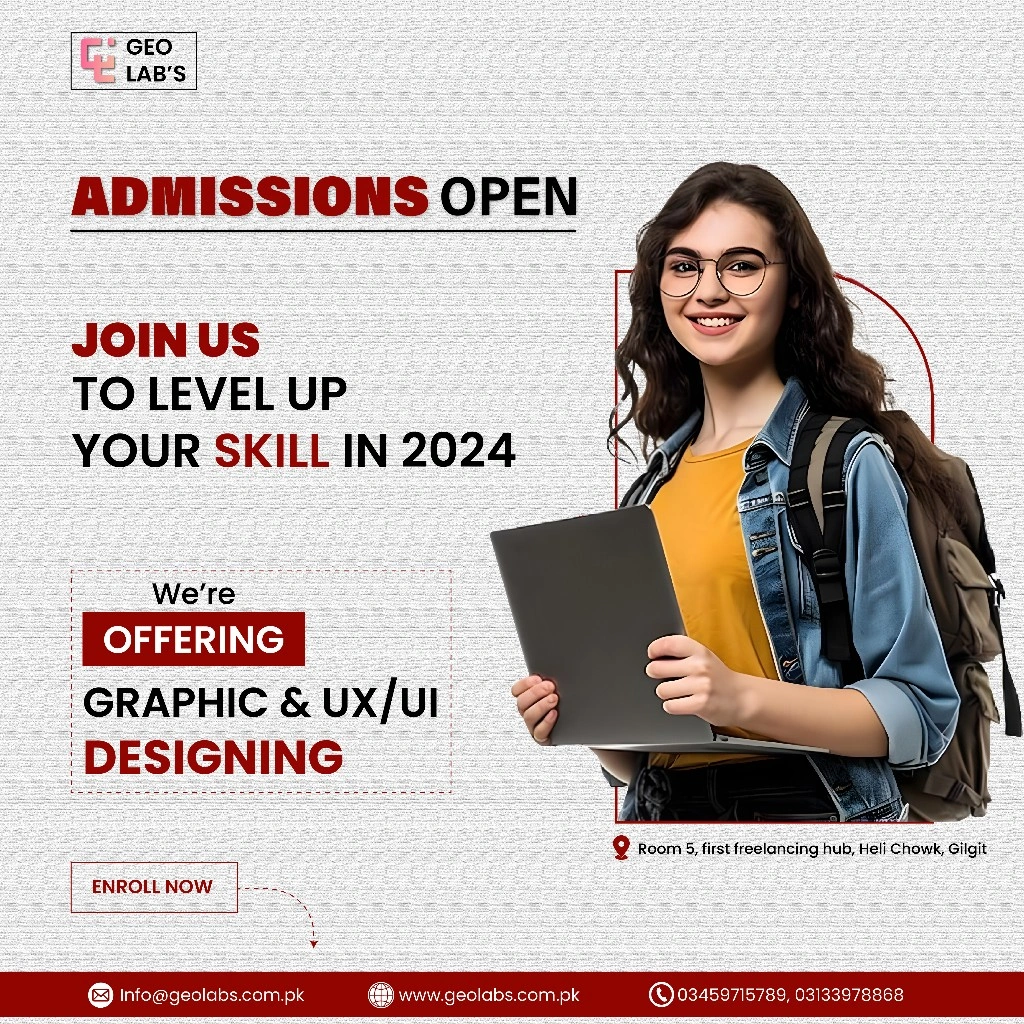 GEO
LAB'S
ADMISSIONS OPEN
JOIN US
TO LEVEL UP
YOUR SKILL IN 2024
We're
OFFERING
GRAPHIC & UX/UI
DESIGNING
Room 5, first freelancing hub, Heli Chowk, Gilgit
ENROLL NOW
Info@geolabs.com.pk www.geolabs.com.pk 03459715789, 03133978868